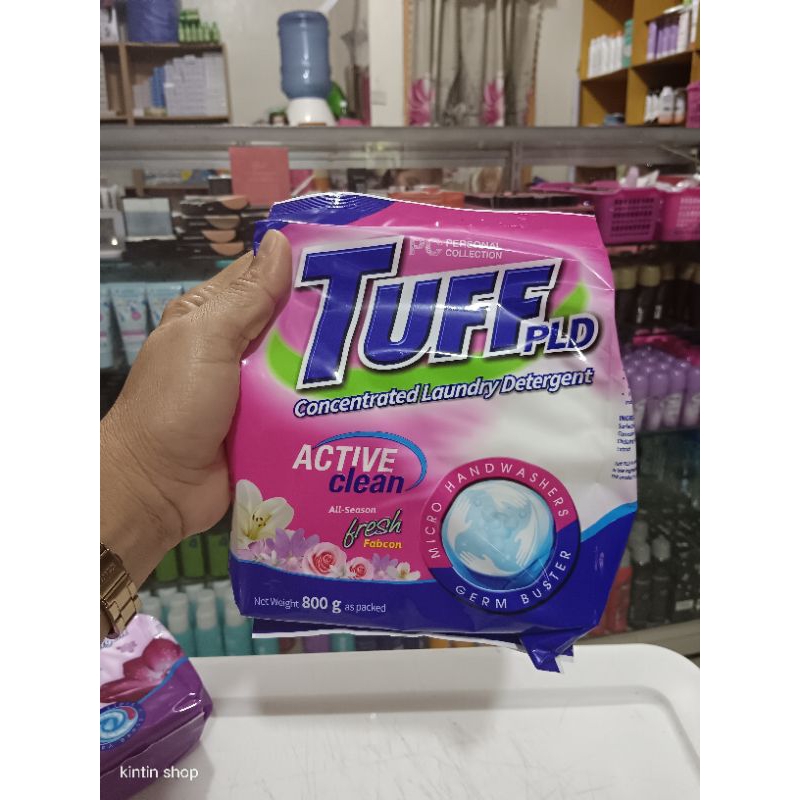 PC PERSONAL
COLLECTION
TUFF
PLD
Concentrated Laundry Detergent
ACTIVE
clean
All-Season
fresh
Fabcon
MICRO HANDWASHERS
GERM BUSTER
Net Weight 800 g as packed
kintin shop